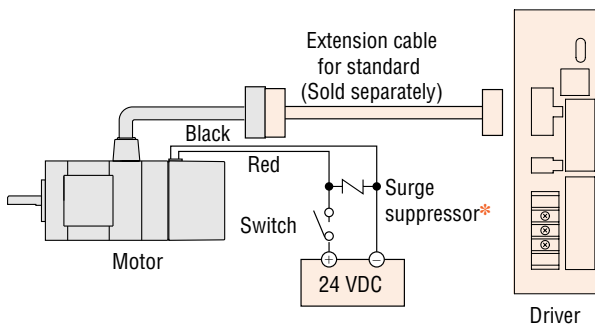 Extension cable
for standard
(Sold separately)
Black
Red
Surge
suppressor*
Switch
Motor
+
−
24 VDC
Driver